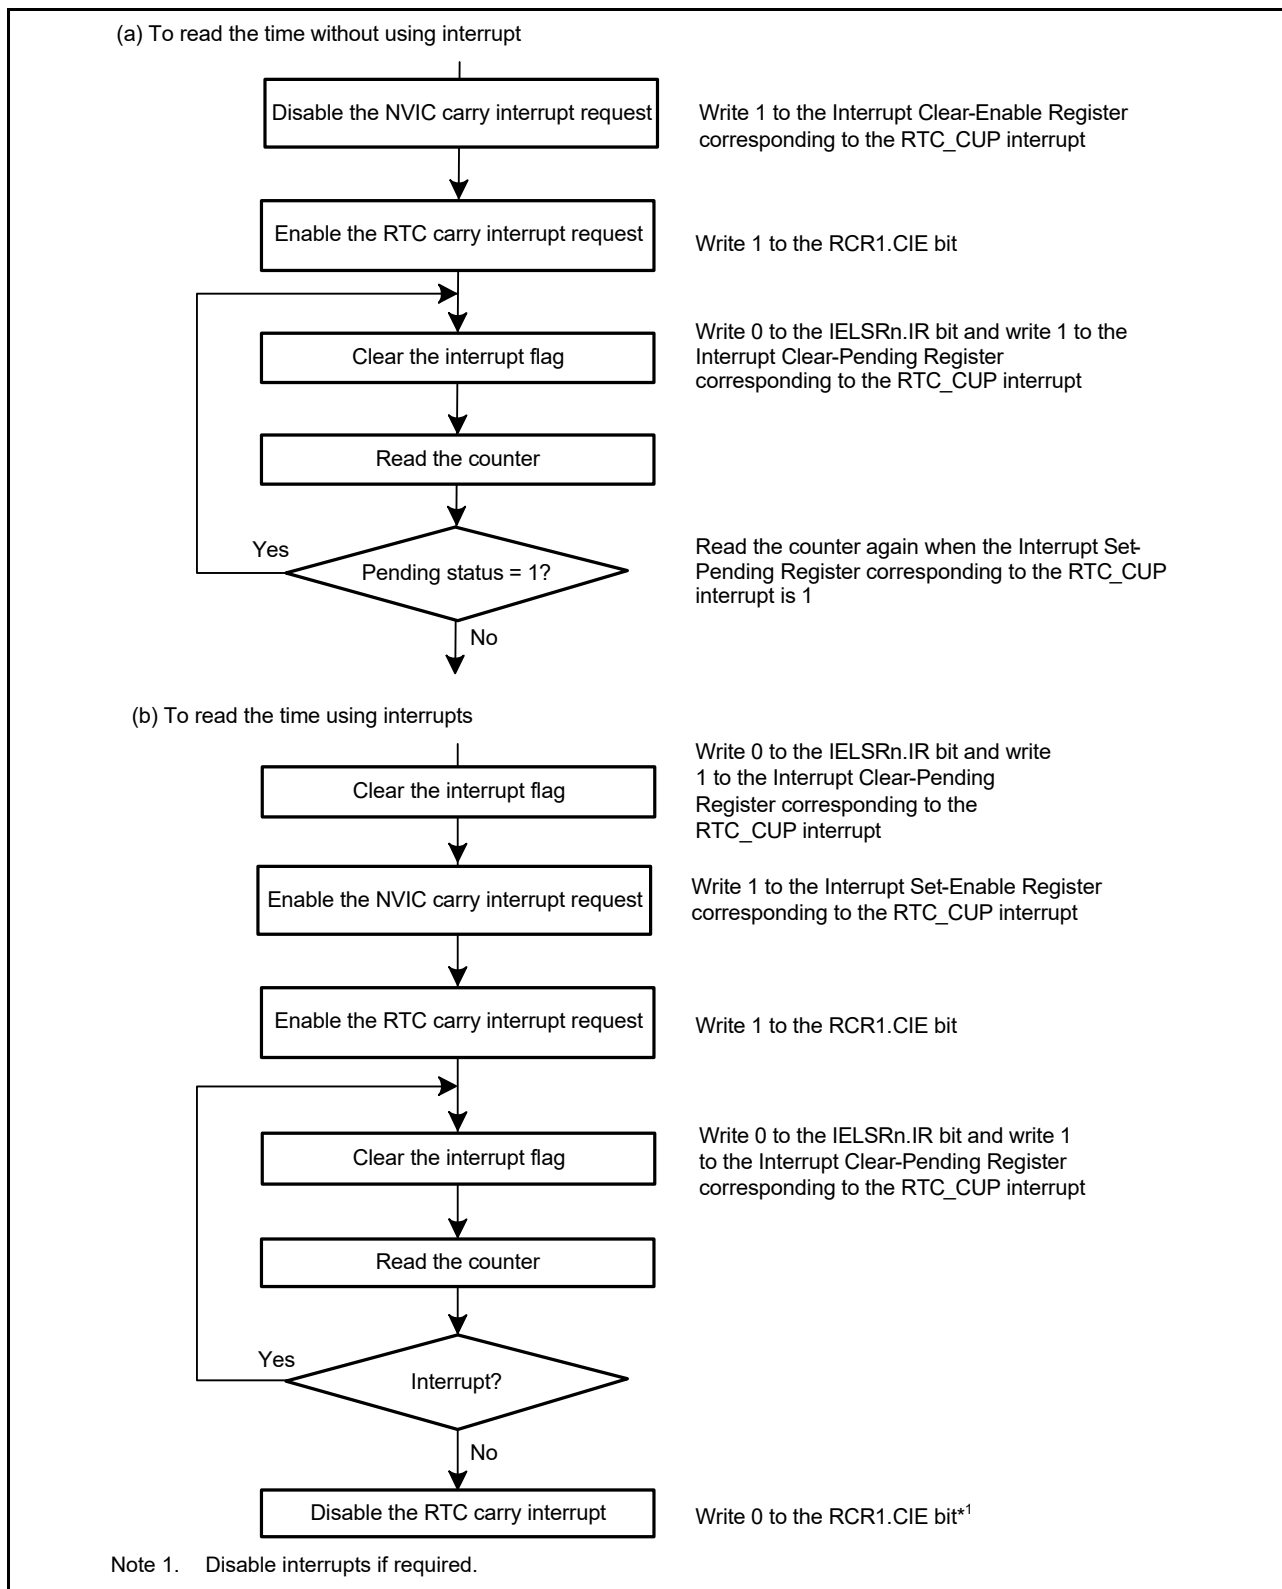 (a) To read the time without using interrupt
Disable the NVIC carry interrupt request
Write 1 to the Interrupt Clear-Enable Register
corresponding to the RTC_CUP interrupt
Enable the RTC carry interrupt request
Write 1 to the RCR1.CIE bit
Clear the interrupt flag
Write 0 to the IELSRn.IR bit and write 1 to the
Interrupt Clear-Pending Register
corresponding to the RTC_CUP interrupt
Read the counter
Yes
Pending status = 1?
Read the counter again when the Interrupt Set-
Pending Register corresponding to the RTC_CUP
interrupt is 1
No
(b) To read the time using interrupts
Clear the interrupt flag
Write 0 to the IELSRn.IR bit and write
1 to the Interrupt Clear-Pending
Register corresponding to the
RTC_CUP interrupt
Enable the NVIC carry interrupt request
Write 1 to the Interrupt Set-Enable Register
corresponding to the RTC_CUP interrupt
Enable the RTC carry interrupt request
Write 1 to the RCR1.CIE bit
Clear the interrupt flag
Write 0 to the IELSRn.IR bit and write 1
to the Interrupt Clear-Pending Register
corresponding to the RTC_CUP interrupt
Read the counter
Yes
Interrupt?
No
Disable the RTC carry interrupt
Write 0 to the RCR1.CIE bit*1
Note 1. Disable interrupts if required.